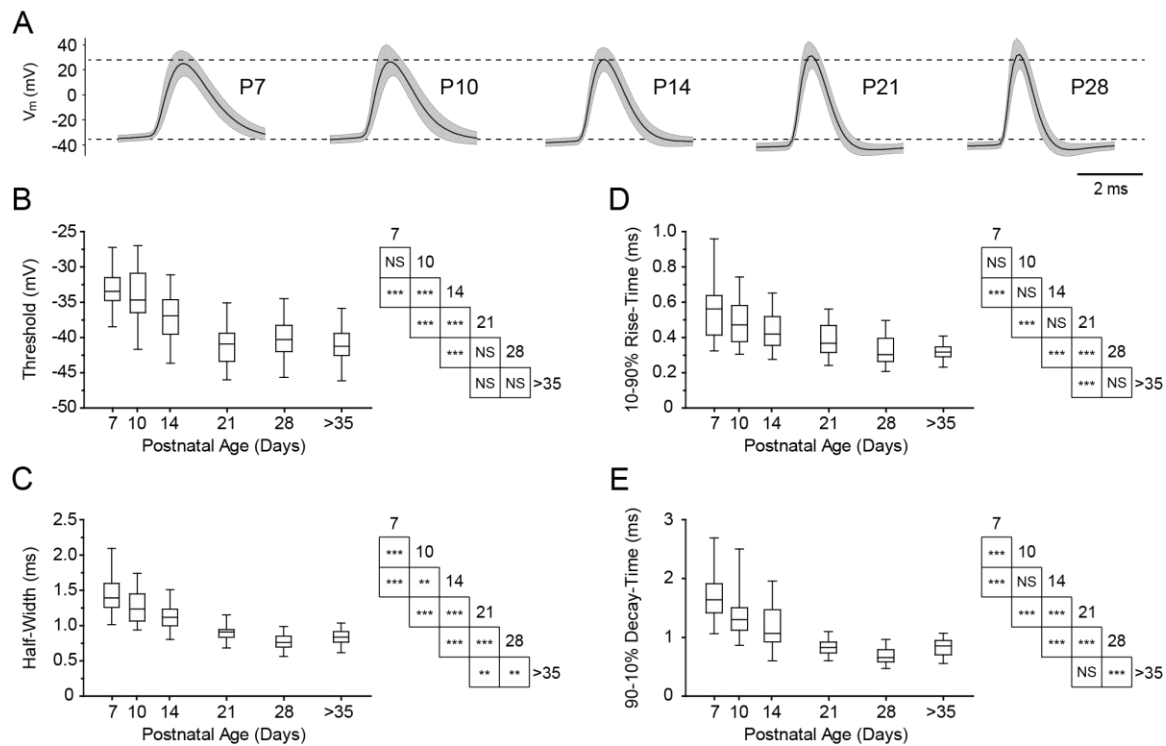 A
V_m (mV)
40
20
0
-20
-40
P7
P10
P14
P21
P28
2 ms
B
Threshold (mV)
-25
-30
-35
-40
-45
-50
7 10 14 21 28 >35
Postnatal Age (Days)
7
NS 10
*** *** 14
*** *** 21
*** NS 28
NS NS >35
D
10-90% Rise-Time (ms)
1.0
0.8
0.6
0.4
0.2
0
7 10 14 21 28 >35
Postnatal Age (Days)
7
NS 10
*** NS 14
*** NS 21
*** *** 28
*** NS >35
C
Half-Width (ms)
2.5
2.0
1.5
1.0
0.5
0
7 10 14 21 28 >35
Postnatal Age (Days)
7
*** 10
*** ** 14
*** *** 21
*** *** 28
** ** >35
E
90-10% Decay-Time (ms)
3
2
1
0
7 10 14 21 28 >35
Postnatal Age (Days)
7
*** 10
*** NS 14
*** *** 21
*** *** 28
NS *** >35